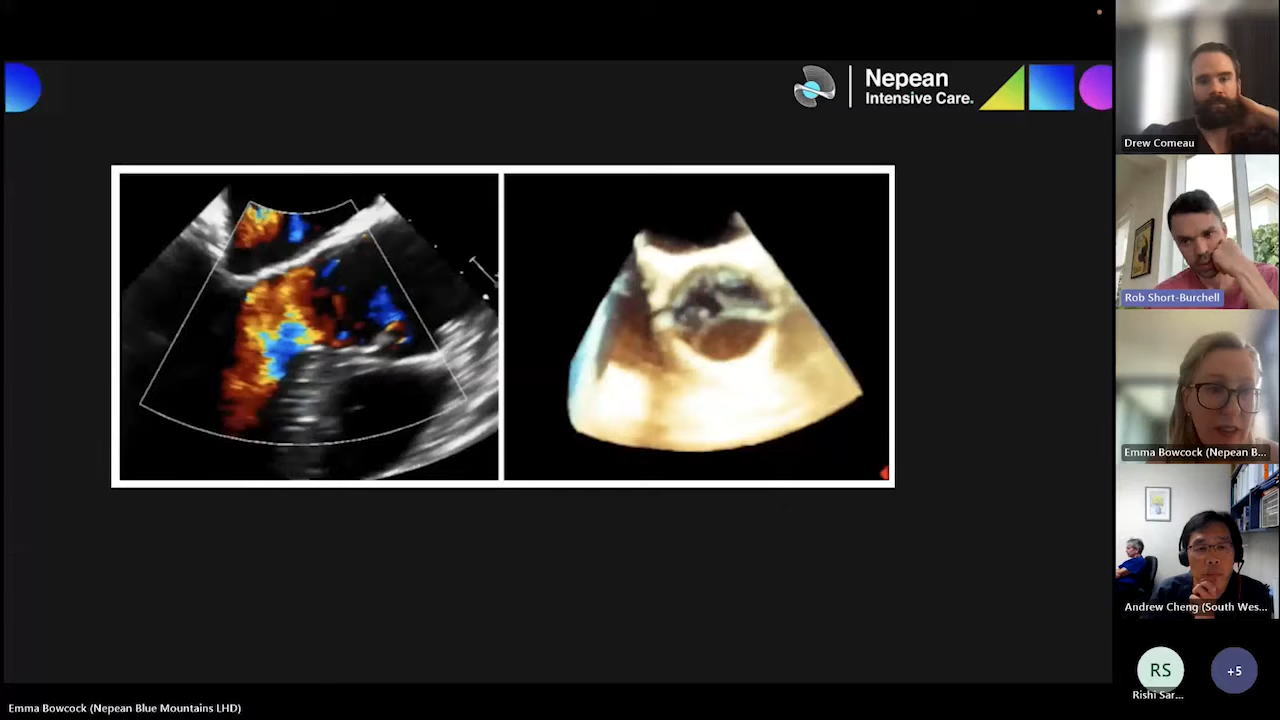 Nepean
Intensive Care.
Drew Comeau
Rob Short-Burchell
Emma Bowcock (Nepean B...
Andrew Cheng (South Wes...
RS
+5
Rishi Sar...
Emma Bowcock (Nepean Blue Mountains LHD)